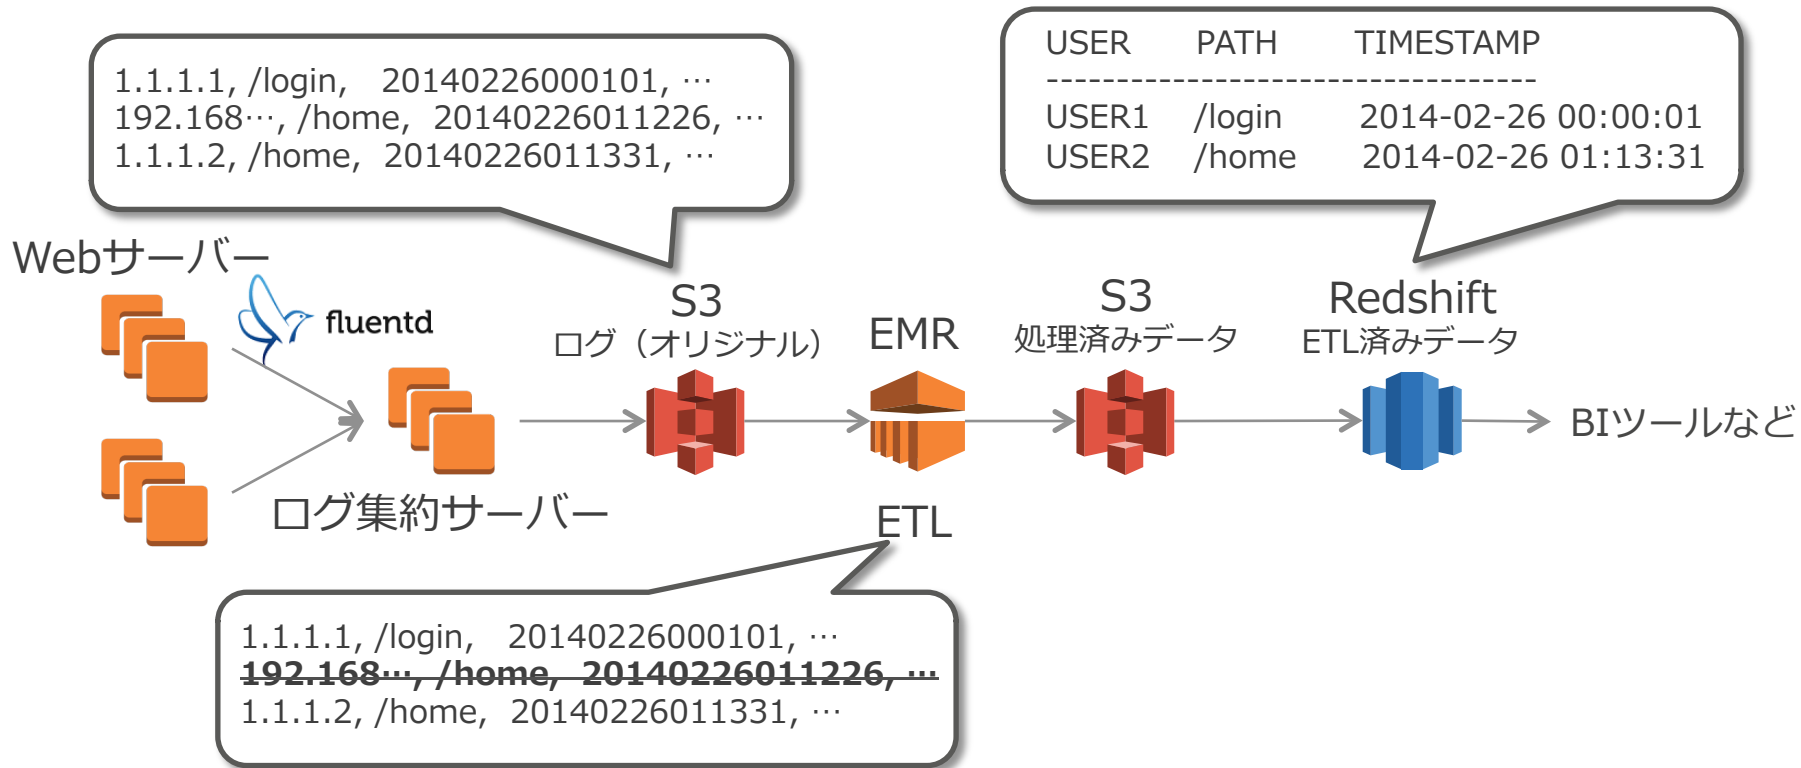 1.1.1.1, /login, 20140226000101, …
192.168…, /home, 20140226011226, …
1.1.1.2, /home, 20140226011331, …
USER PATH TIMESTAMP
-----------------------------------
USER1 /login 2014-02-26 00:00:01
USER2 /home 2014-02-26 01:13:31
Webサーバー
fluentd
ログ集約サーバー
S3
ログ（オリジナル）
EMR
ETL
S3
処理済みデータ
Redshift
ETL済みデータ
BIツールなど
1.1.1.1, /login, 20140226000101, …
192.168…, /home, 20140226011226, …
1.1.1.2, /home, 20140226011331, …